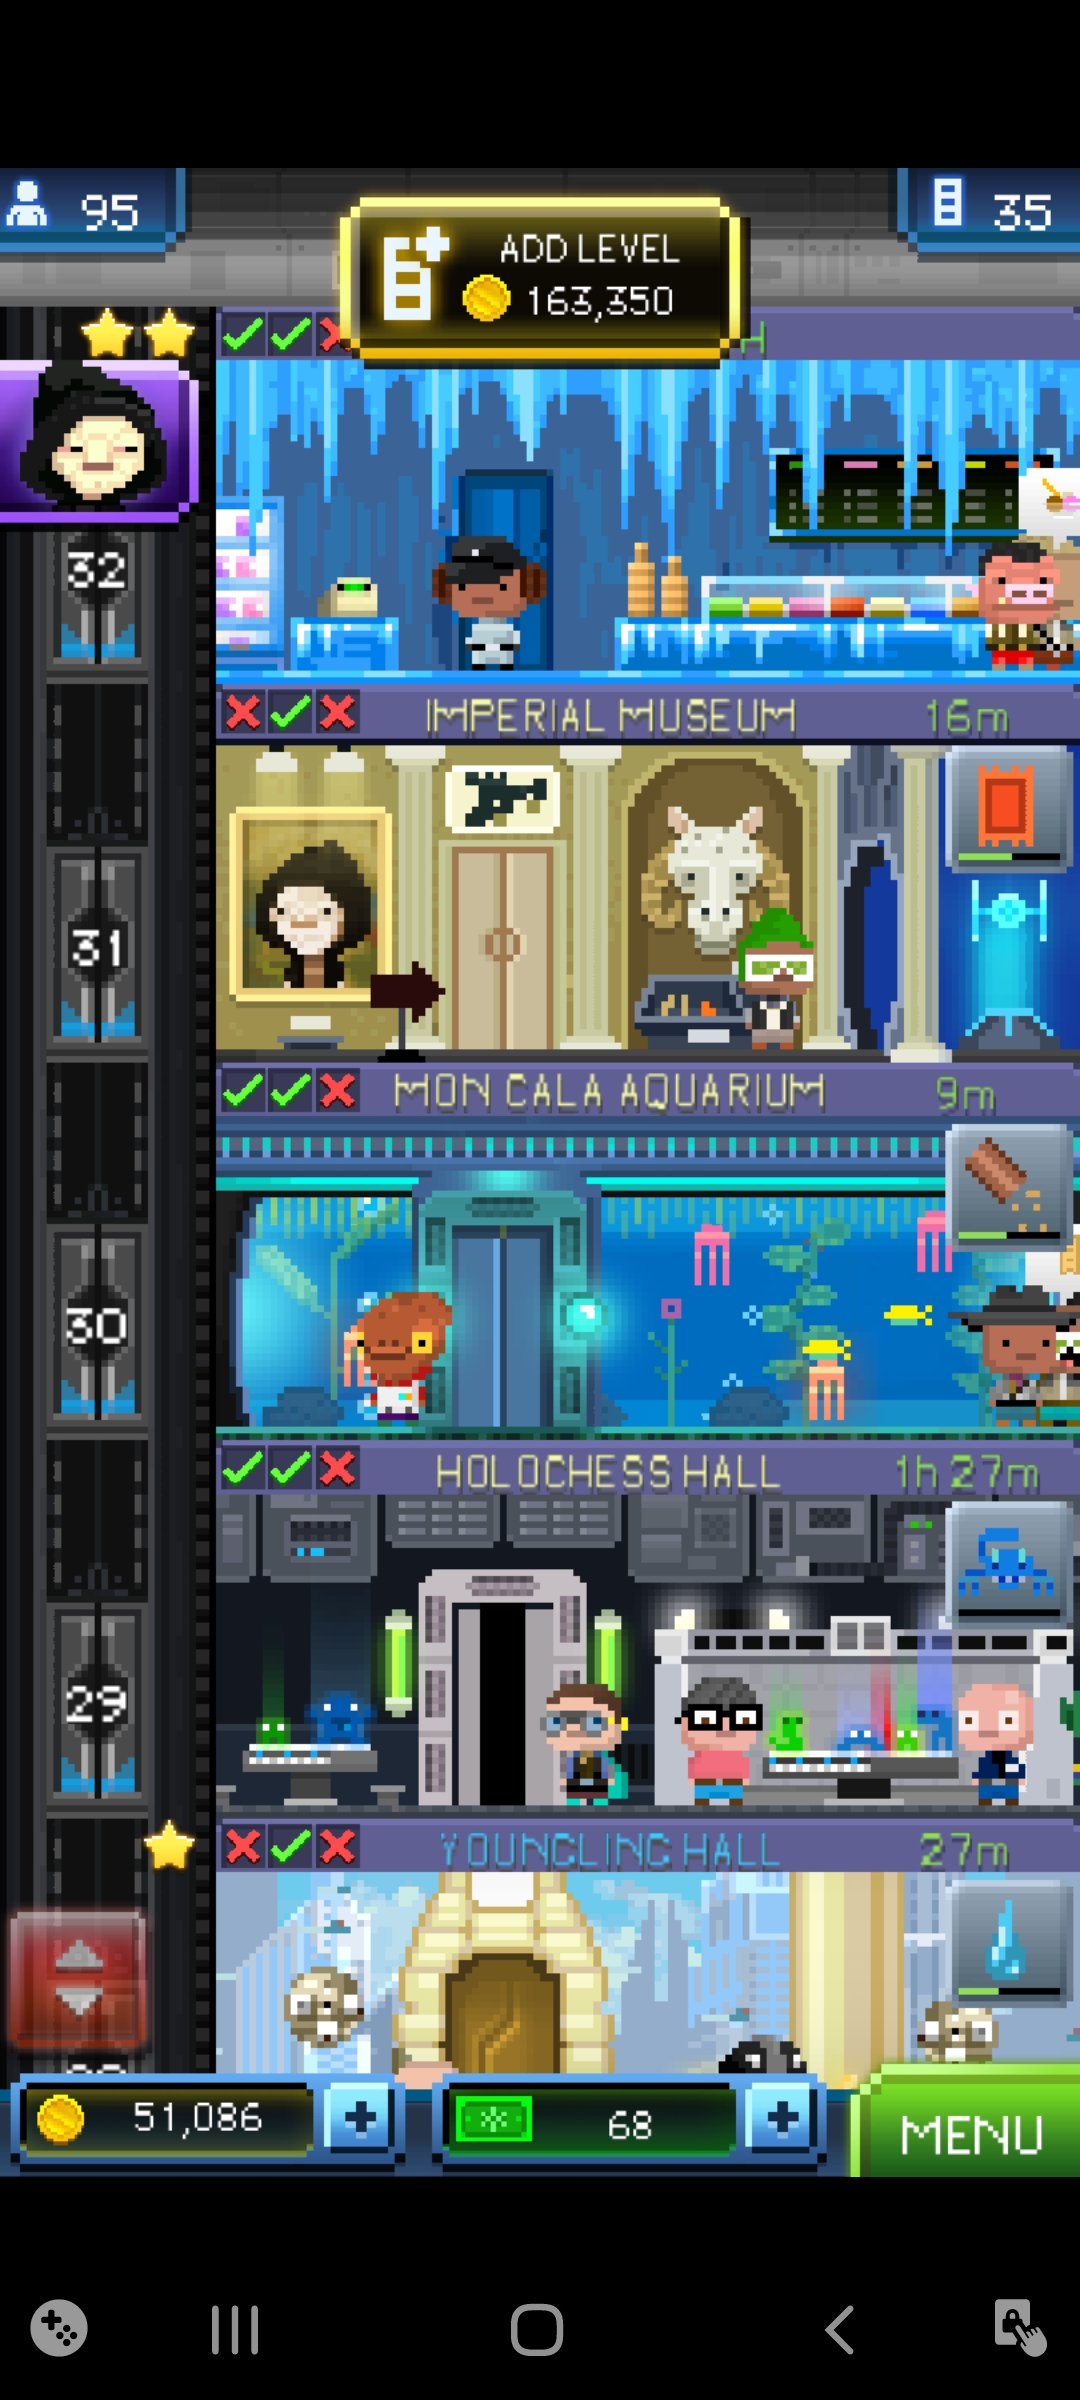 95
35
ADD LEVEL
163,350
32
IMPERIAL MUSEUM 16m
31
MON CALA AQUARIUM 9m
30
HOLOCHESS HALL 1h 27m
29
YOUNGLING HALL 27m
51,086
68
MENU